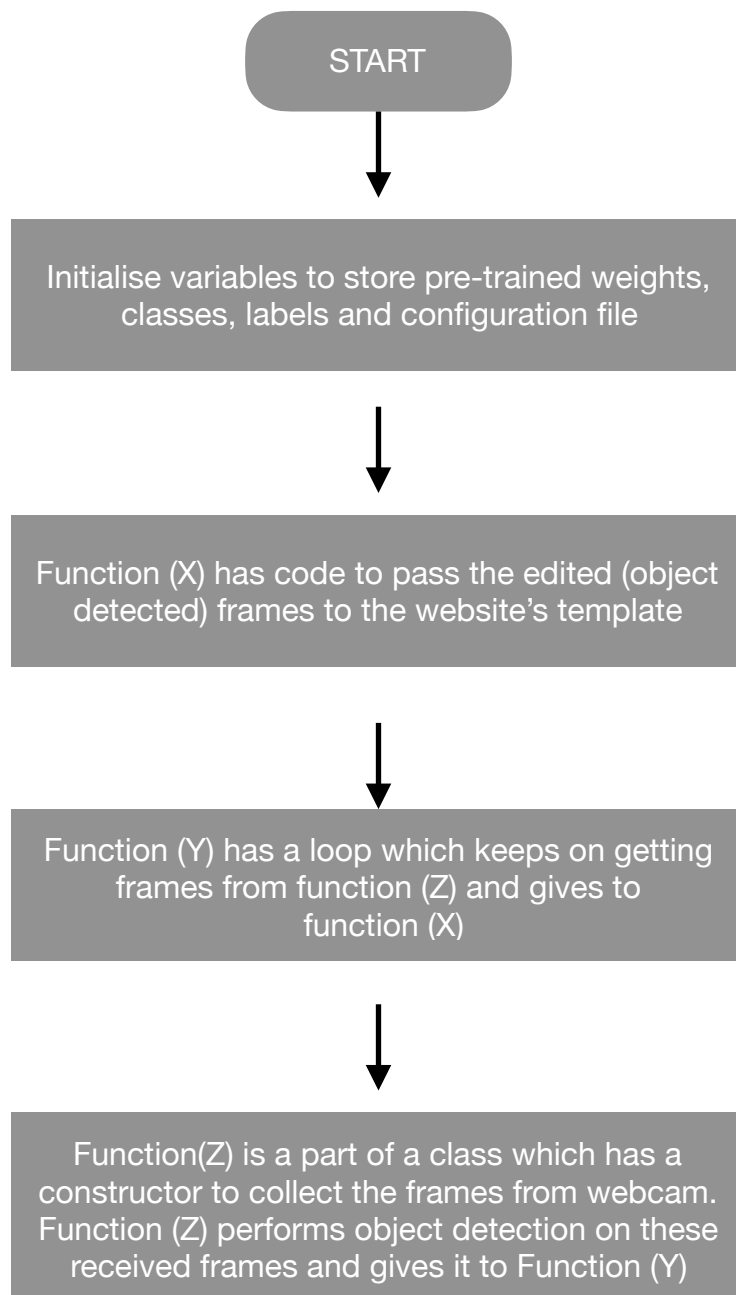 START
Initialise variables to store pre-trained weights,
classes, labels and configuration file
Function (X) has code to pass the edited (object
detected) frames to the website’s template
Function (Y) has a loop which keeps on getting
frames from function (Z) and gives to
function (X)
Function(Z) is a part of a class which has a
constructor to collect the frames from webcam.
Function (Z) performs object detection on these
received frames and gives it to Function (Y)